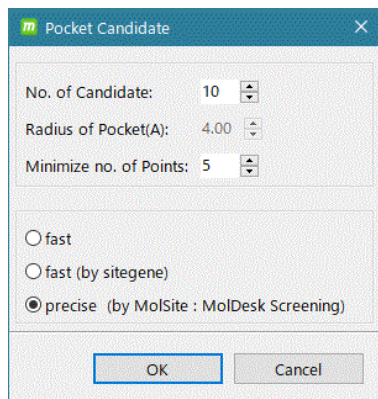 m Pocket Candidate
No. of Candidate: 10
Radius of Pocket(A): 4.00
Minimize no. of Points: 5
fast
fast (by sitegene)
precise (by MolSite : MolDesk Screening)
OK Cancel